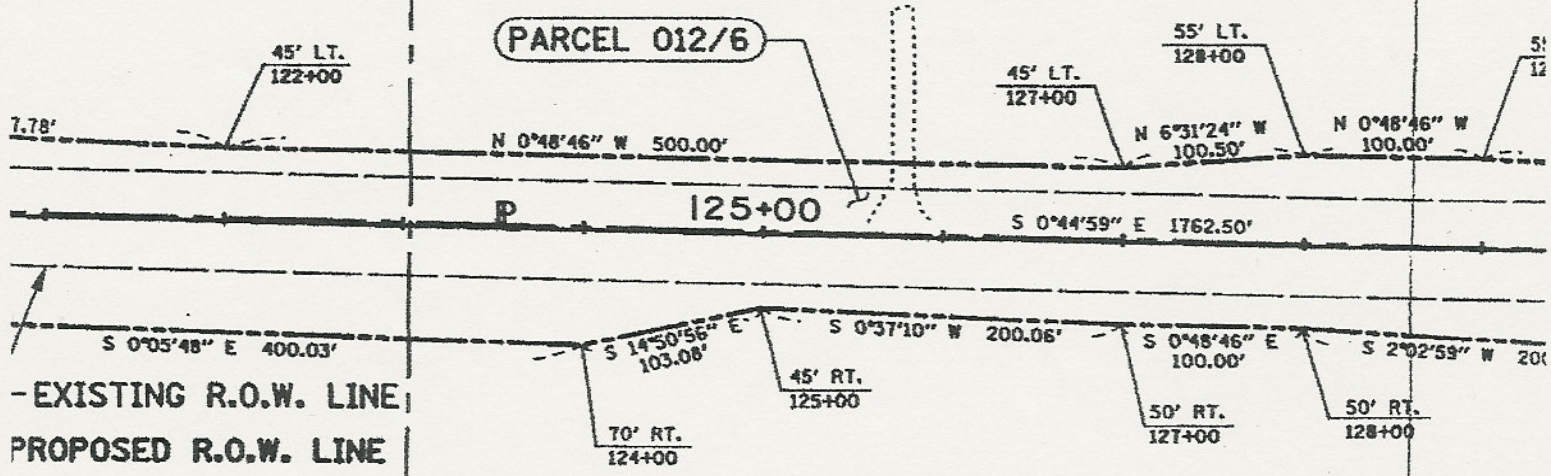 PARCEL 012/6
45' LT.
122+00
55' LT.
128+00
45' LT.
127+00
7.78'
N 0°48'46" W 500.00'
N 6°31'24" W
100.50'
N 0°48'46" W
100.00'
P
125+00
S 0°44'59" E 1762.50'
S 0°05'48" E 400.03'
S 14°50'56" E
103.08'
S 0°37'10" W 200.06'
S 0°48'46" E
100.00'
S 2°02'59" W
45' RT.
125+00
70' RT.
124+00
50' RT.
127+00
50' RT.
128+00
-EXISTING R.O.W. LINE
PROPOSED R.O.W. LINE